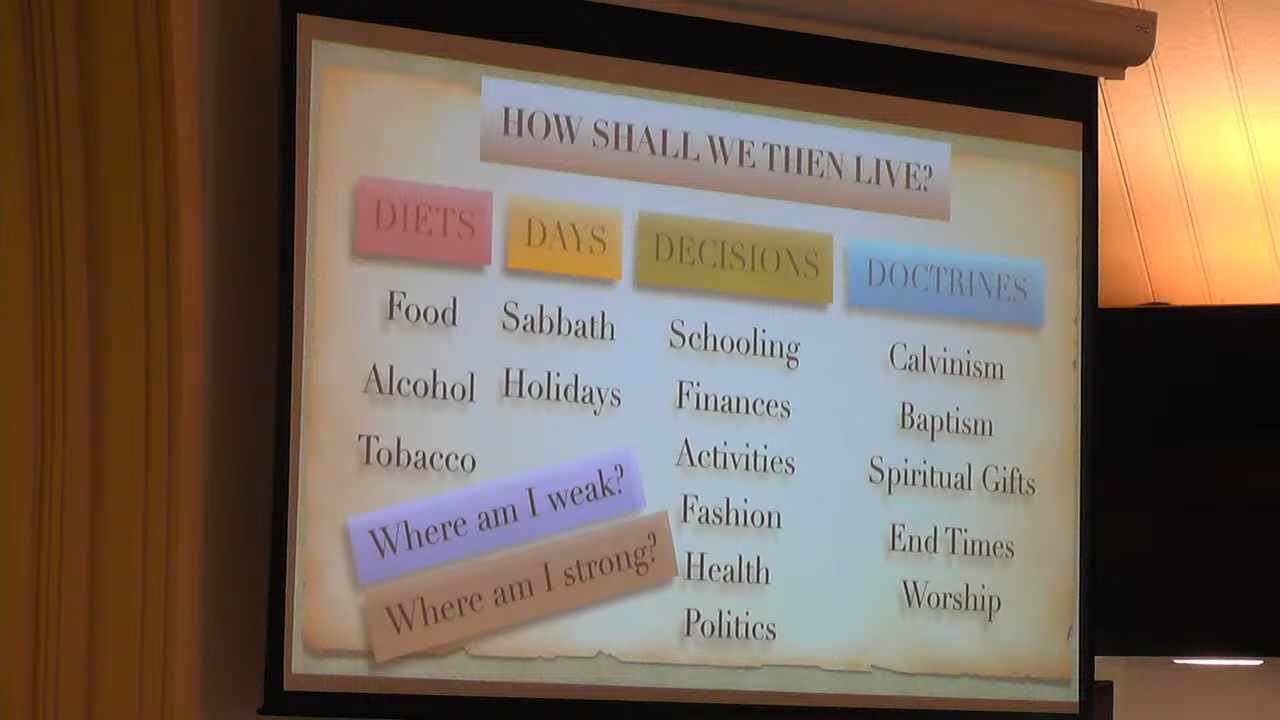 HOW SHALL WE THEN LIVE?
DIETS
Food
Alcohol
Tobacco
DAYS
Sabbath
Holidays
DECISIONS
Schooling
Finances
Activities
Fashion
Health
Politics
DOCTRINES
Calvinism
Baptism
Spiritual Gifts
End Times
Worship
Where am I weak?
Where am I strong?